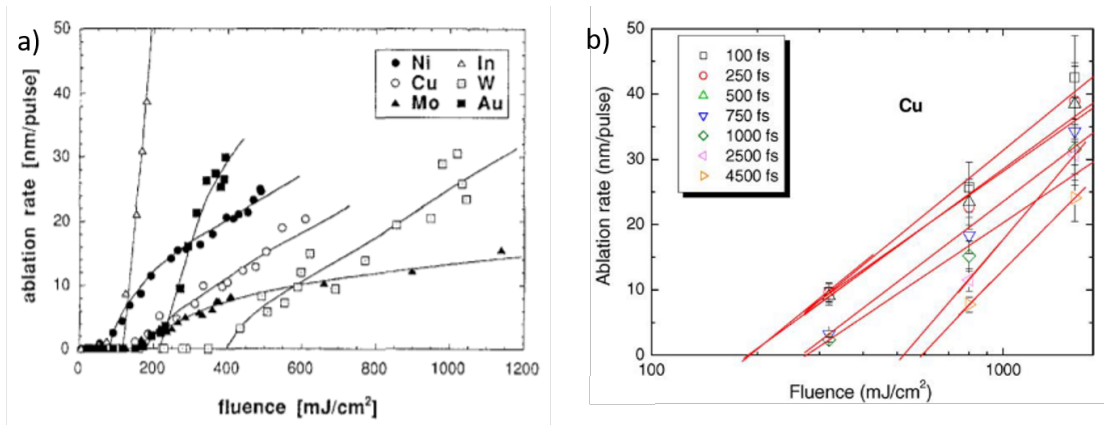 a)
50
40
30
20
10
0
ablation rate [nm/pulse]
Ni In
Cu W
Mo Au
0 200 400 600 800 1000 1200
fluence [mJ/cm²]
b)
50
40
30
20
10
0
Ablation rate (nm/pulse)
100 fs
250 fs
500 fs
750 fs
1000 fs
2500 fs
4500 fs
Cu
100 1000
Fluence (mJ/cm²)